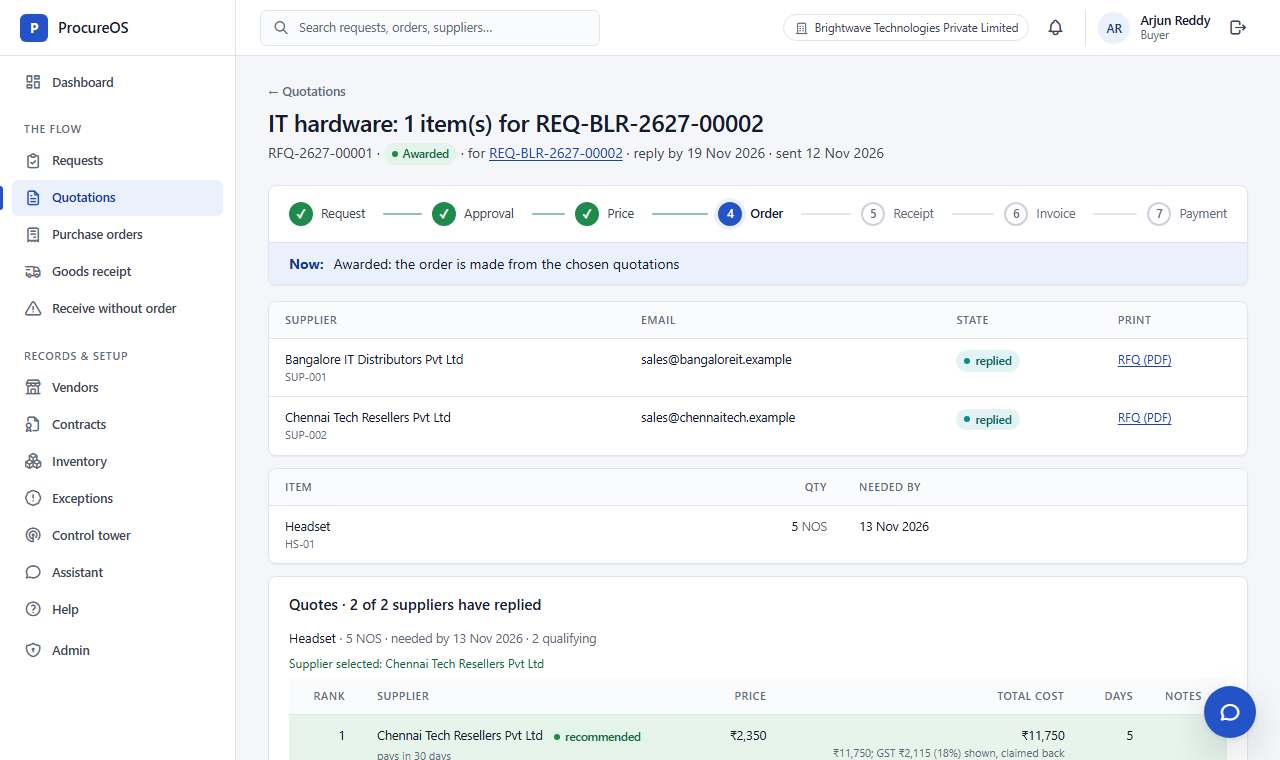 P ProcureOS
Search requests, orders, suppliers...
Brightwave Technologies Private Limited
AR
Arjun Reddy
Buyer
Dashboard
THE FLOW
Requests
Quotations
Purchase orders
Goods receipt
Receive without order
RECORDS & SETUP
Vendors
Contracts
Inventory
Exceptions
Control tower
Assistant
Help
Admin
← Quotations
IT hardware: 1 item(s) for REQ-BLR-2627-00002
RFQ-2627-00001 · Awarded · for REQ-BLR-2627-00002 · reply by 19 Nov 2026 · sent 12 Nov 2026
Request Approval Price 4 Order 5 Receipt 6 Invoice 7 Payment
Now: Awarded: the order is made from the chosen quotations
SUPPLIER EMAIL STATE PRINT
Bangalore IT Distributors Pvt Ltd sales@bangaloreit.example replied RFQ (PDF)
SUP-001
Chennai Tech Resellers Pvt Ltd sales@chennaitech.example replied RFQ (PDF)
SUP-002
ITEM QTY NEEDED BY
Headset 5 NOS 13 Nov 2026
HS-01
Quotes · 2 of 2 suppliers have replied
Headset · 5 NOS · needed by 13 Nov 2026 · 2 qualifying
Supplier selected: Chennai Tech Resellers Pvt Ltd
RANK SUPPLIER PRICE TOTAL COST DAYS NOTES
1 Chennai Tech Resellers Pvt Ltd recommended ₹2,350 ₹11,750 5
pays in 30 days ₹11,750; GST ₹2,115 (18%) shown, claimed back